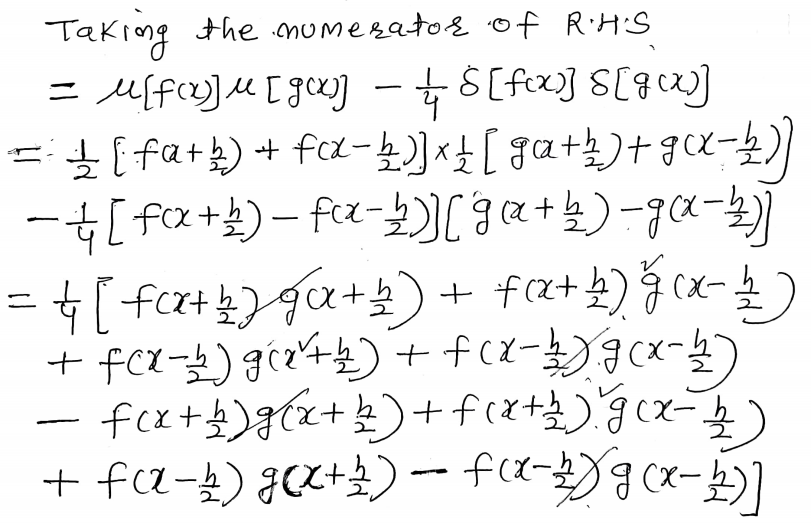 Taking the numerator of R.H.S
= μ[f(x)] μ[g(x)] - 1/4 δ[f(x)] δ[g(x)]
= 1/2 [f(x+h/2) + f(x-h/2)] × 1/2 [g(x+h/2) + g(x-h/2)]
- 1/4 [f(x+h/2) - f(x-h/2)][g(x+h/2) - g(x-h/2)]
= 1/4 [f(x+h/2) g(x+h/2) + f(x+h/2) g(x-h/2)
+ f(x-h/2) g(x+h/2) + f(x-h/2) g(x-h/2)
- f(x+h/2) g(x+h/2) + f(x+h/2) g(x-h/2)
+ f(x-h/2) g(x+h/2) - f(x-h/2) g(x-h/2)]